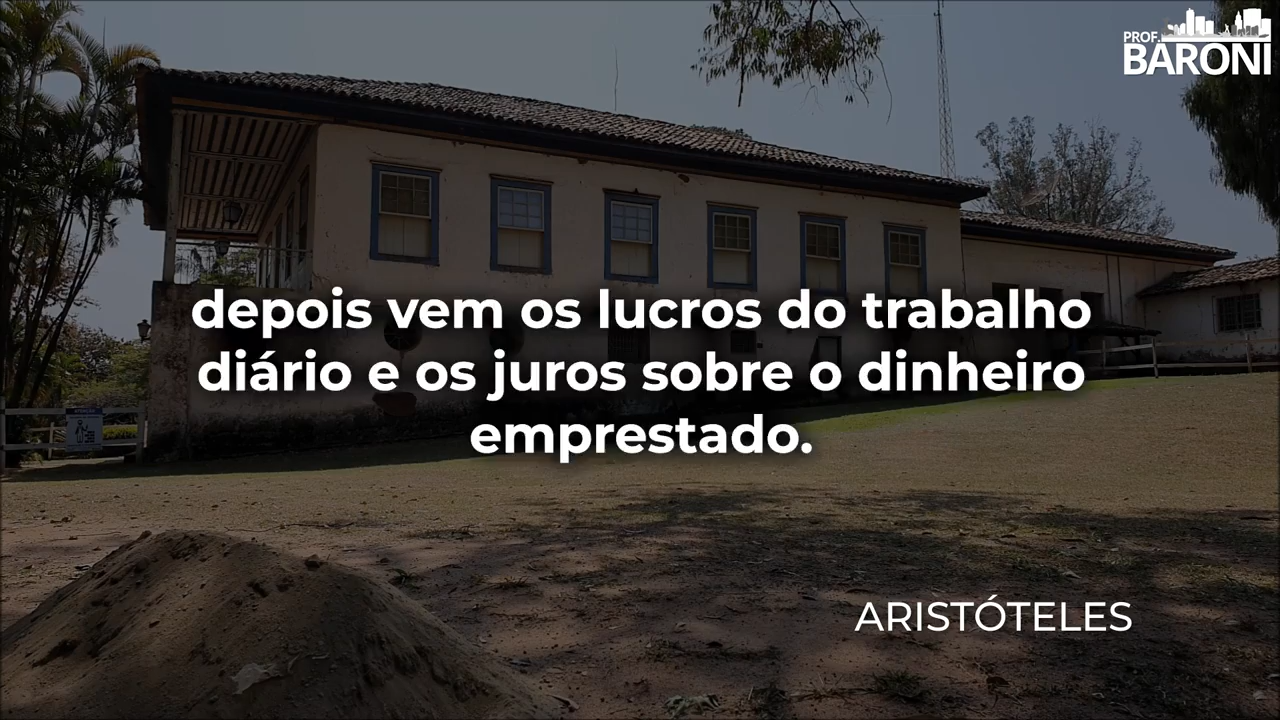 PROF.
BARONI
depois vem os lucros do trabalho
diário e os juros sobre o dinheiro
emprestado.
ARISTÓTELES